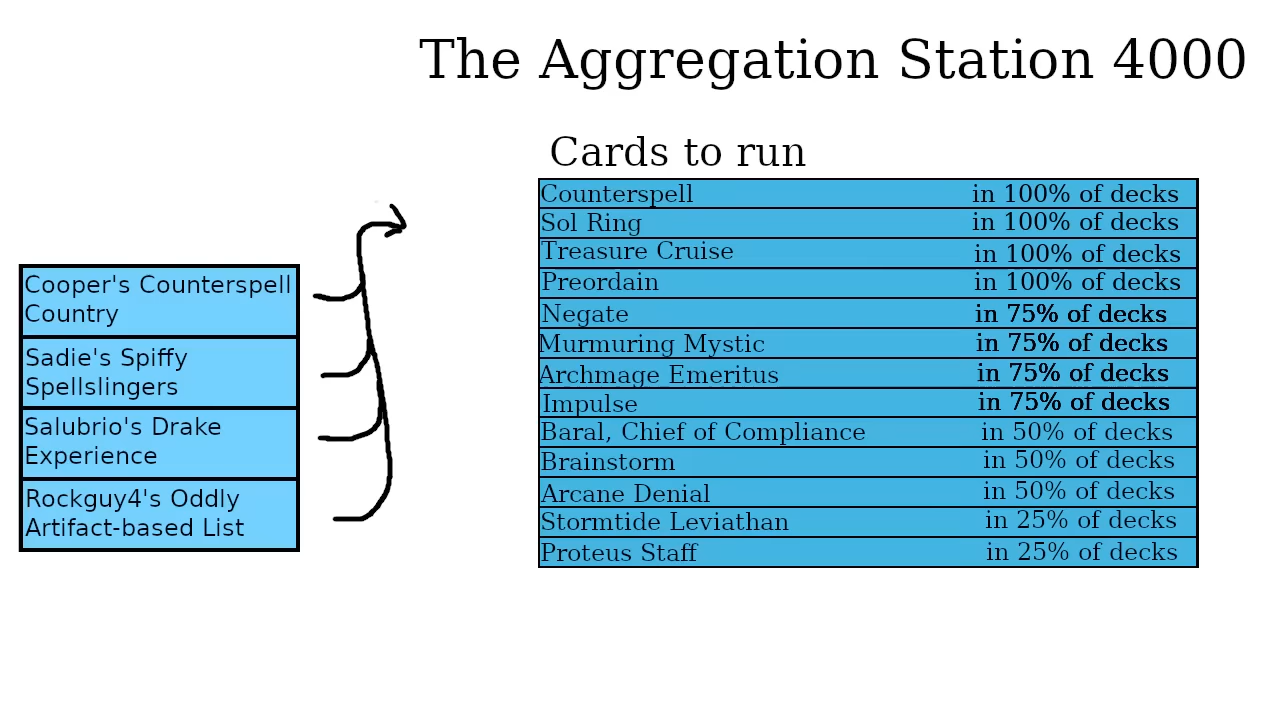 The Aggregation Station 4000
Cards to run
Cooper's Counterspell
Country
Sadie's Spiffy
Spellslingers
Salubrio's Drake
Experience
Rockguy4's Oddly
Artifact-based List
Counterspell in 100% of decks
Sol Ring in 100% of decks
Treasure Cruise in 100% of decks
Preordain in 100% of decks
Negate in 75% of decks
Murmuring Mystic in 75% of decks
Archmage Emeritus in 75% of decks
Impulse in 75% of decks
Baral, Chief of Compliance in 50% of decks
Brainstorm in 50% of decks
Arcane Denial in 50% of decks
Stormtide Leviathan in 25% of decks
Proteus Staff in 25% of decks